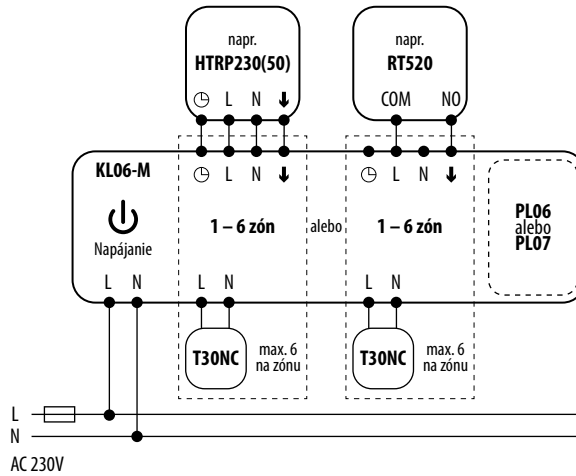 napr.
HTRP230(50)
L N
napr.
RT520
COM NO
KL06-M
Napájanie
L N
L N
1 – 6 zón
alebo
L N
1 – 6 zón
PL06
alebo
PL07
L N
T30NC
max. 6
na zónu
L N
T30NC
max. 6
na zónu
L
N
AC 230V